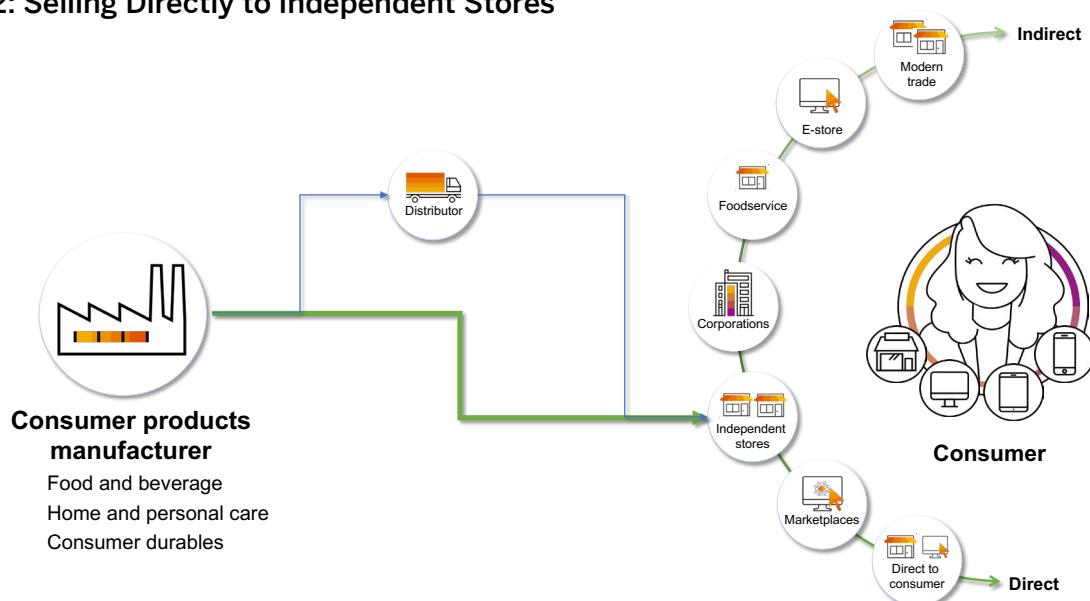 2: Selling Directly to Independent Stores
Indirect
Modern
trade
E-store
Distributor
Foodservice
Corporations
Consumer products
manufacturer
Independent
stores
Consumer
Food and beverage
Home and personal care
Consumer durables
Marketplaces
Direct to
consumer
Direct